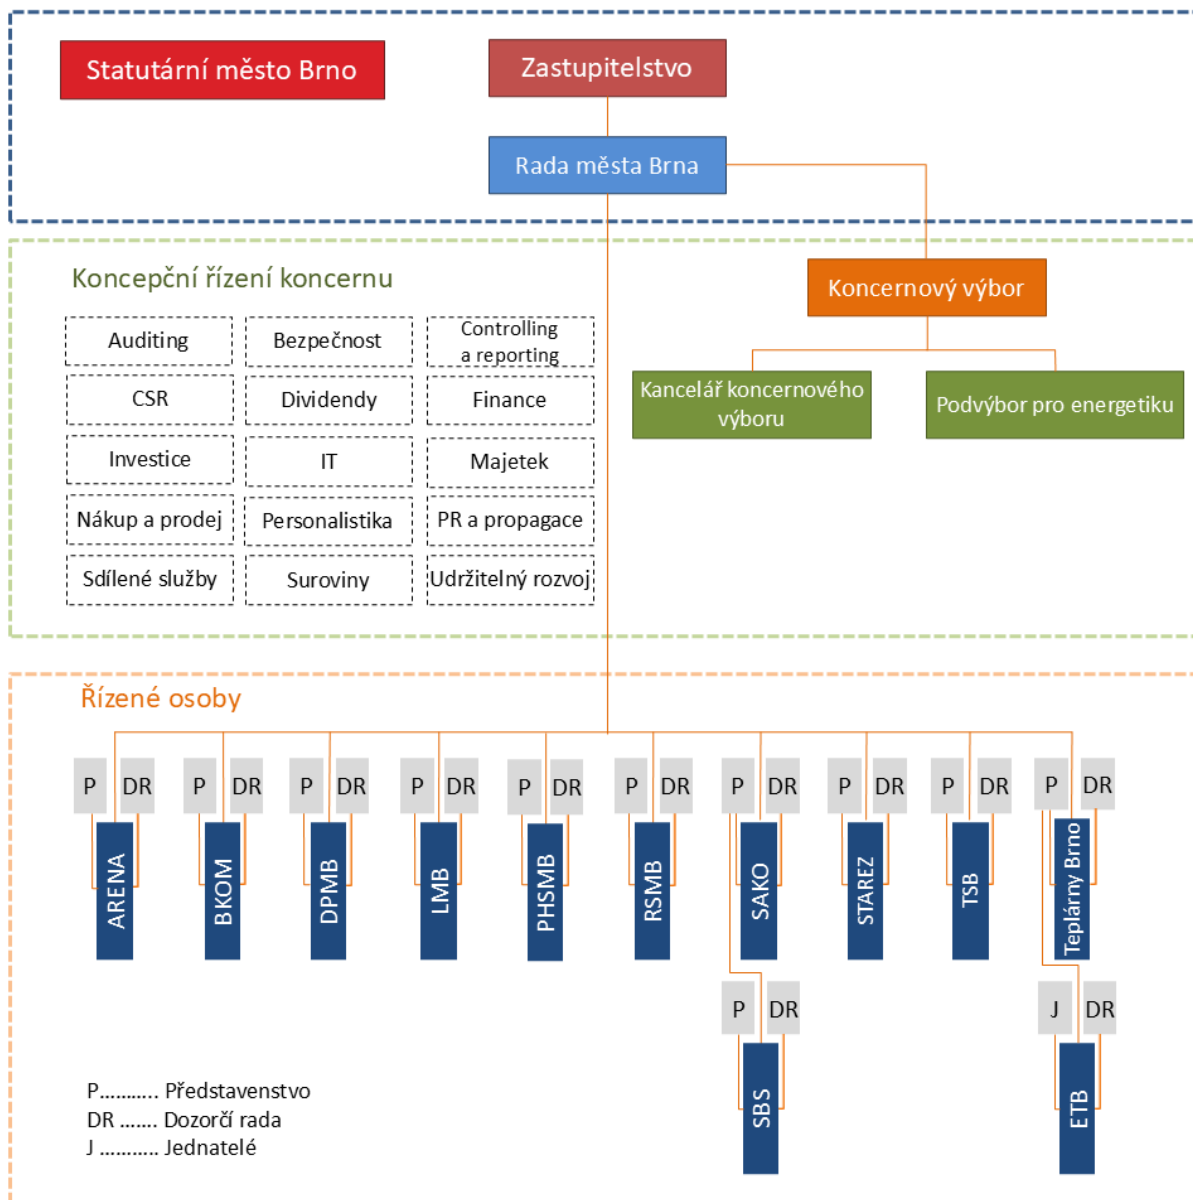 Statutární město Brno
Zastupitelstvo
Rada města Brna
Koncepční řízení koncernu
Koncernový výbor
Auditing
Bezpečnost
Controlling
a reporting
CSR
Dividendy
Finance
Kancelář koncernového
výboru
Podvýbor pro energetiku
Investice
IT
Majetek
Nákup a prodej
Personalistika
PR a propagace
Sdílené služby
Suroviny
Udržitelný rozvoj
Řízené osoby
P DR
P DR
P DR
P DR
P DR
P DR
P DR
P DR
P DR
P DR
ARENA
BKOM
DPMB
LMB
PHSMB
RSMB
SAKO
STAREZ
TSB
Teplárny Brno
P DR
J DR
SBS
ETB
P........... Představenstvo
DR ....... Dozorčí rada
J ........... Jednatelé